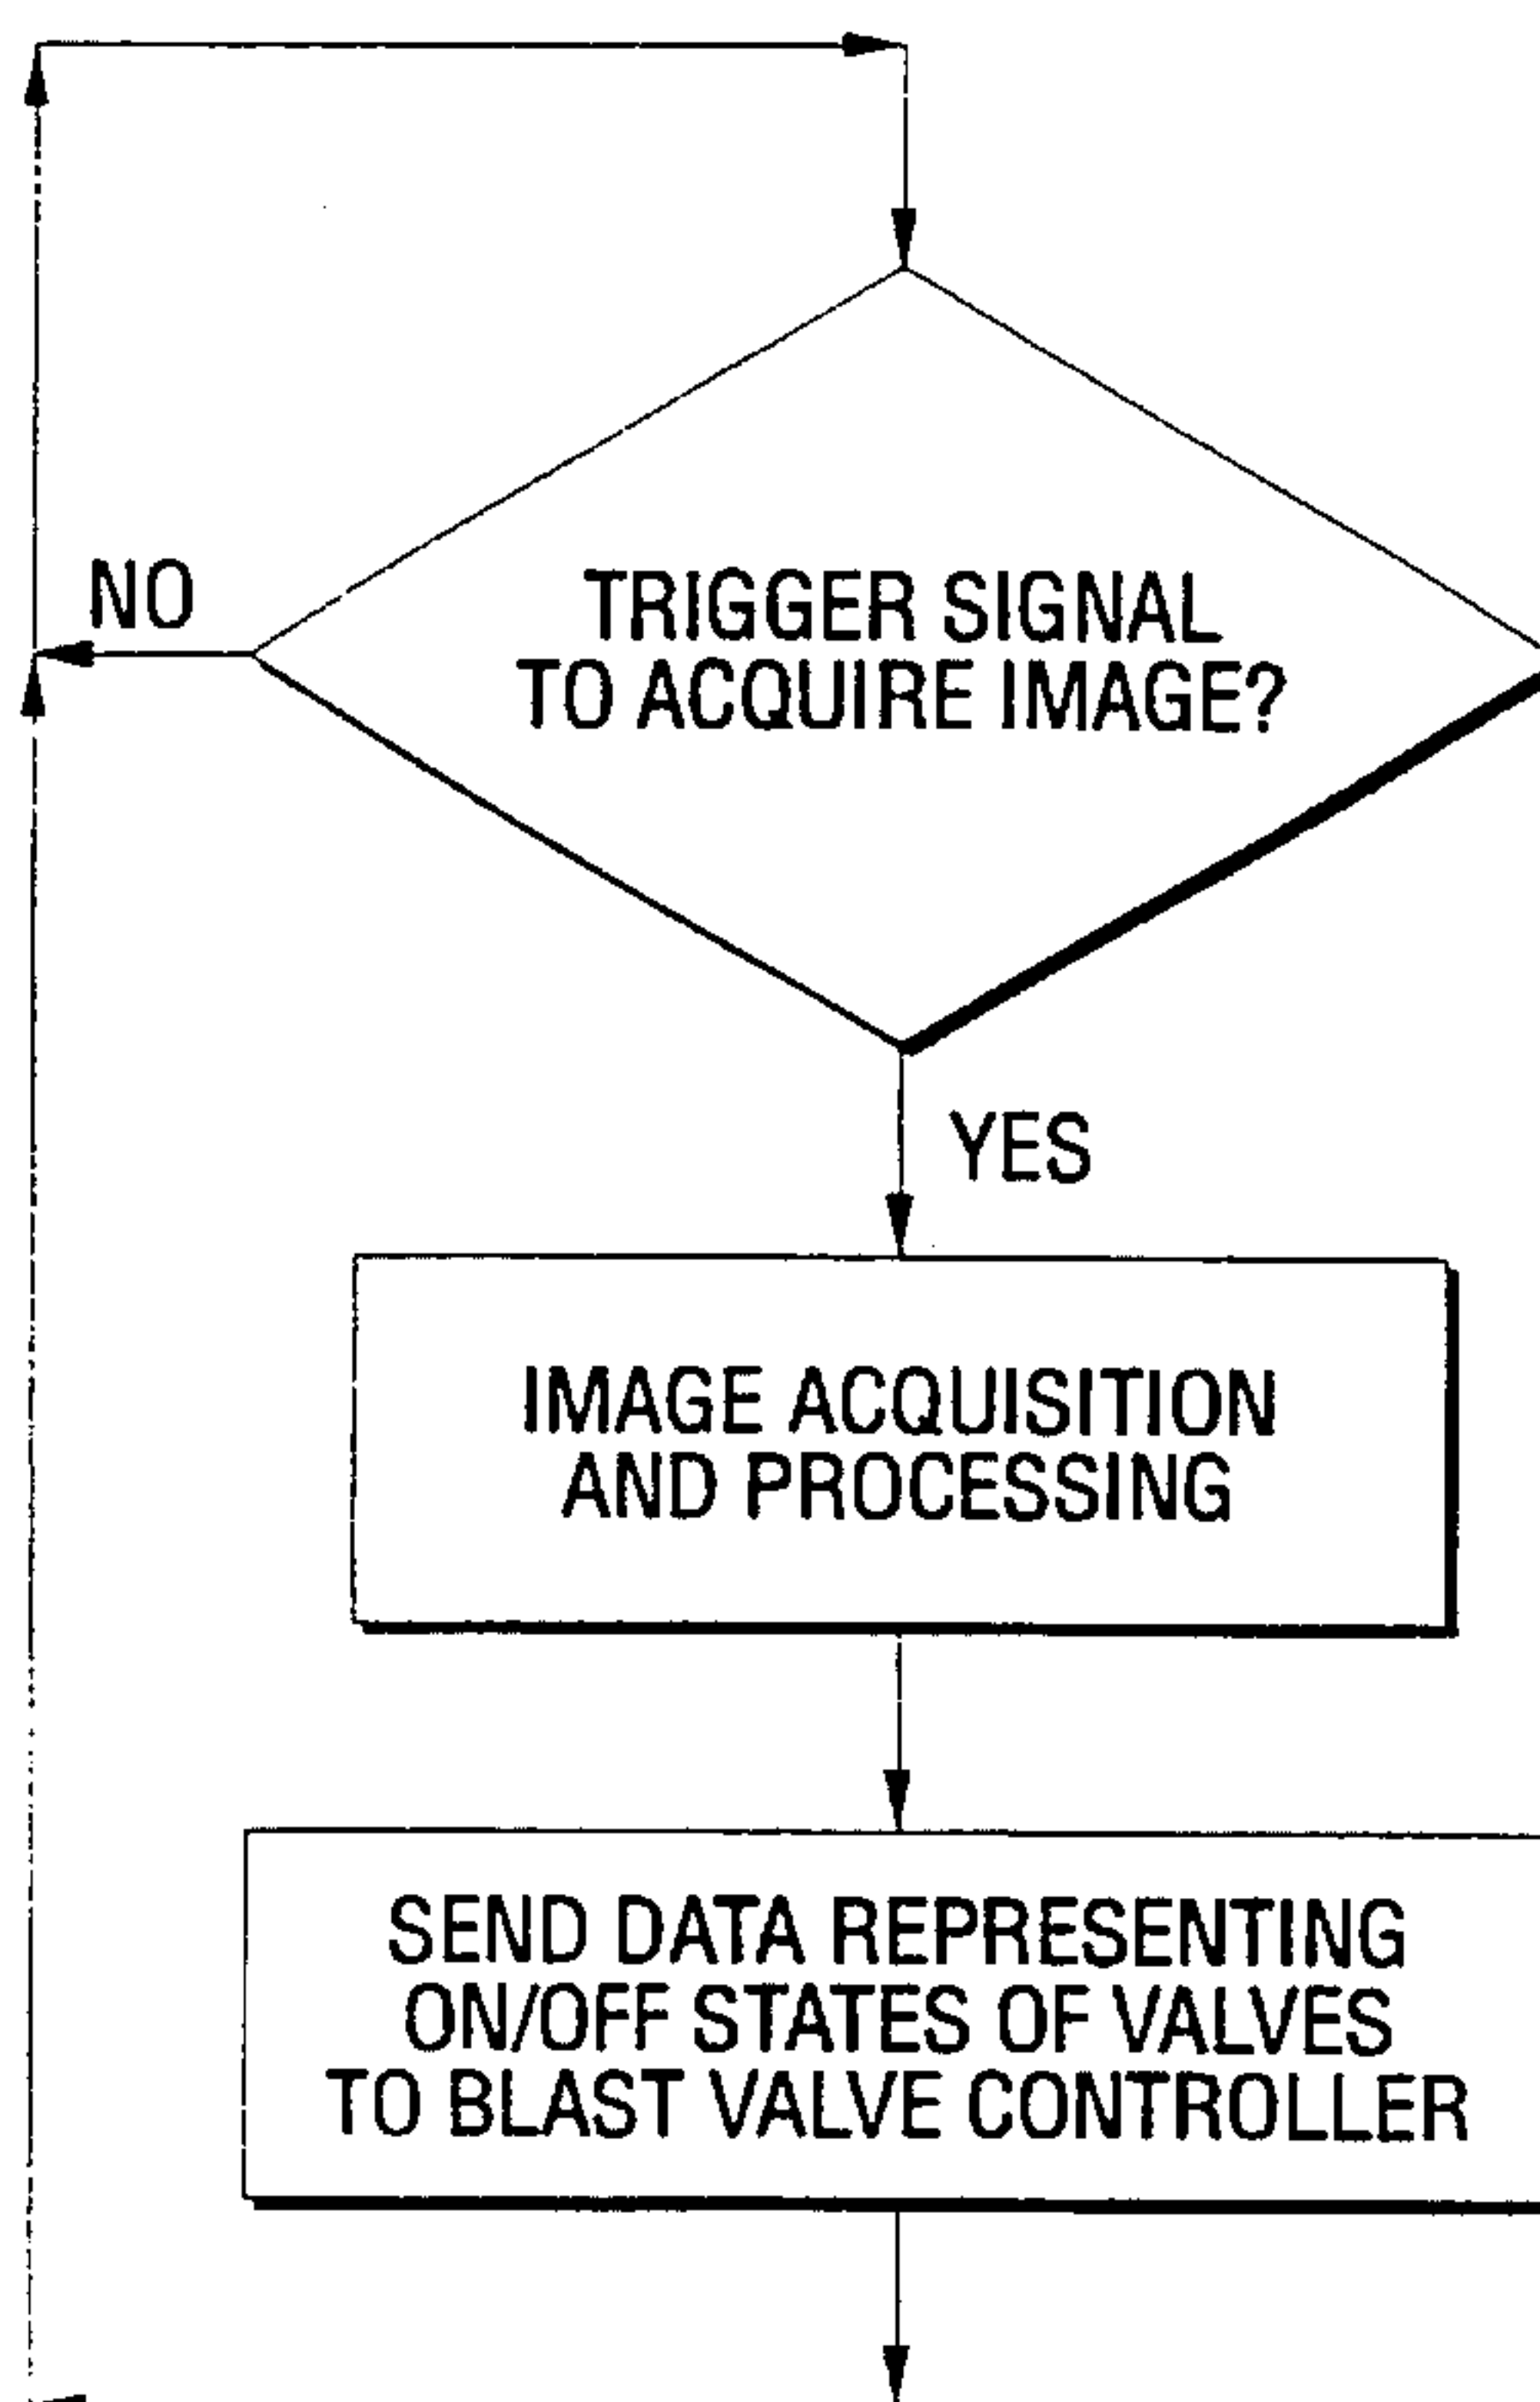 NO
TRIGGER SIGNAL
TO ACQUIRE IMAGE?
YES
IMAGE ACQUISITION
AND PROCESSING
SEND DATA REPRESENTING
ON/OFF STATES OF VALVES
TO BLAST VALVE CONTROLLER